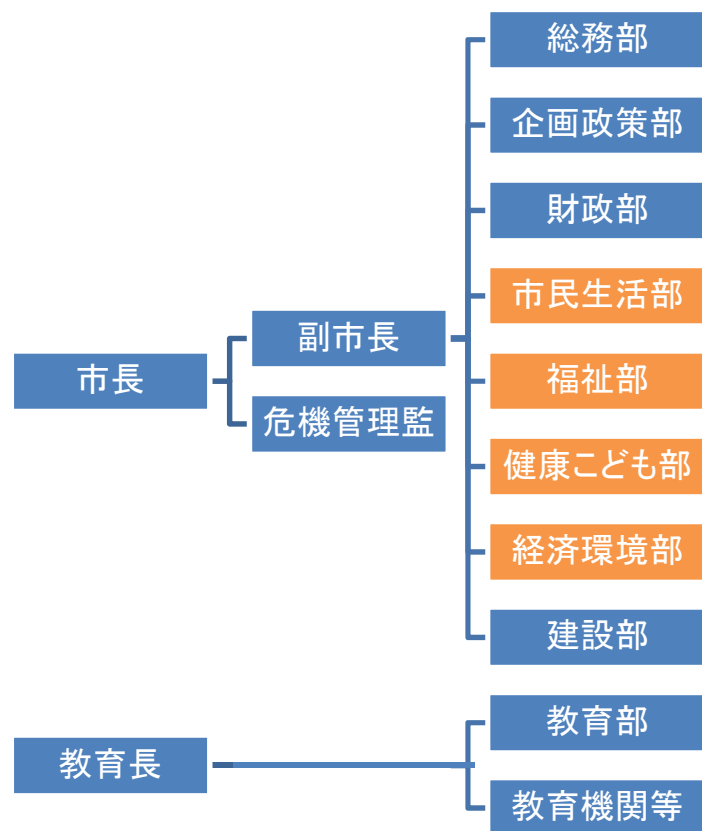 総務部
企画政策部
財政部
市民生活部
副市長
市長
福祉部
危機管理監
健康こども部
経済環境部
建設部
教育部
教育長
教育機関等